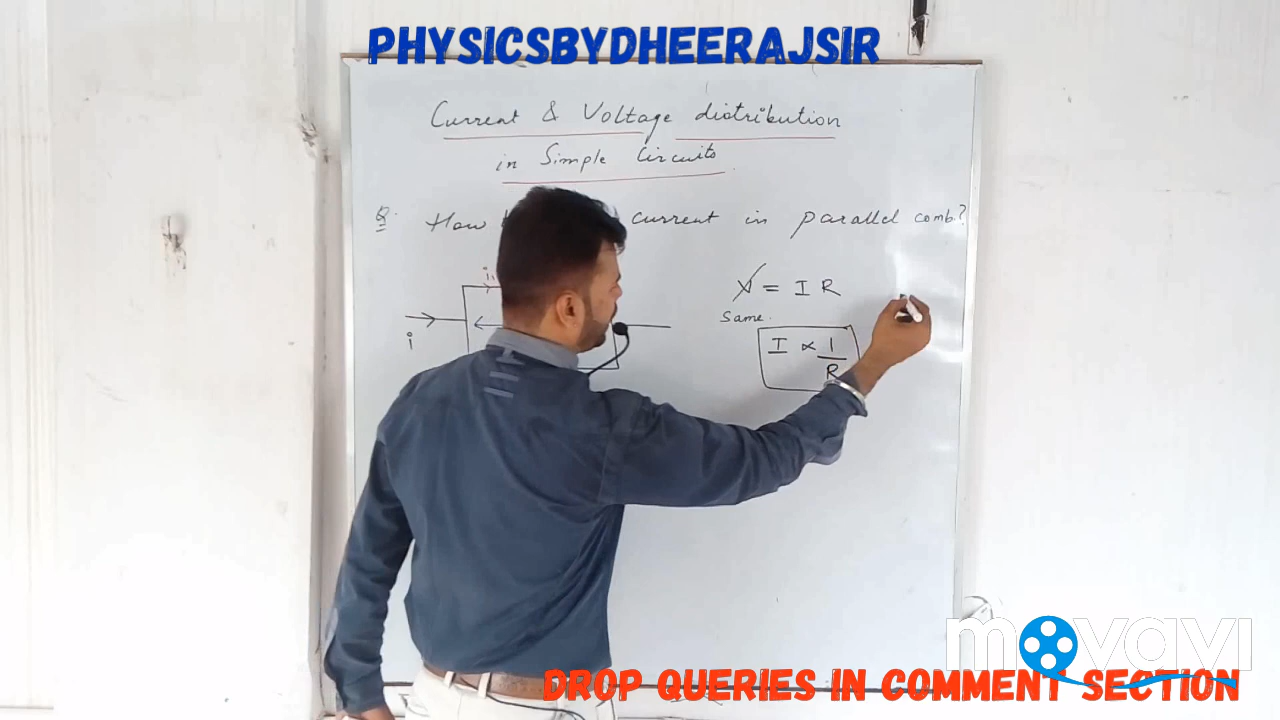 PHYSICSBYDHEERAJSIR
Current & Voltage distribution
in Simple Circuits.
Q. How current in parallel comb.?
i₁
V = I R
i
Same.
I ∝ 1/R
movavi
DROP QUERIES IN COMMENT SECTION